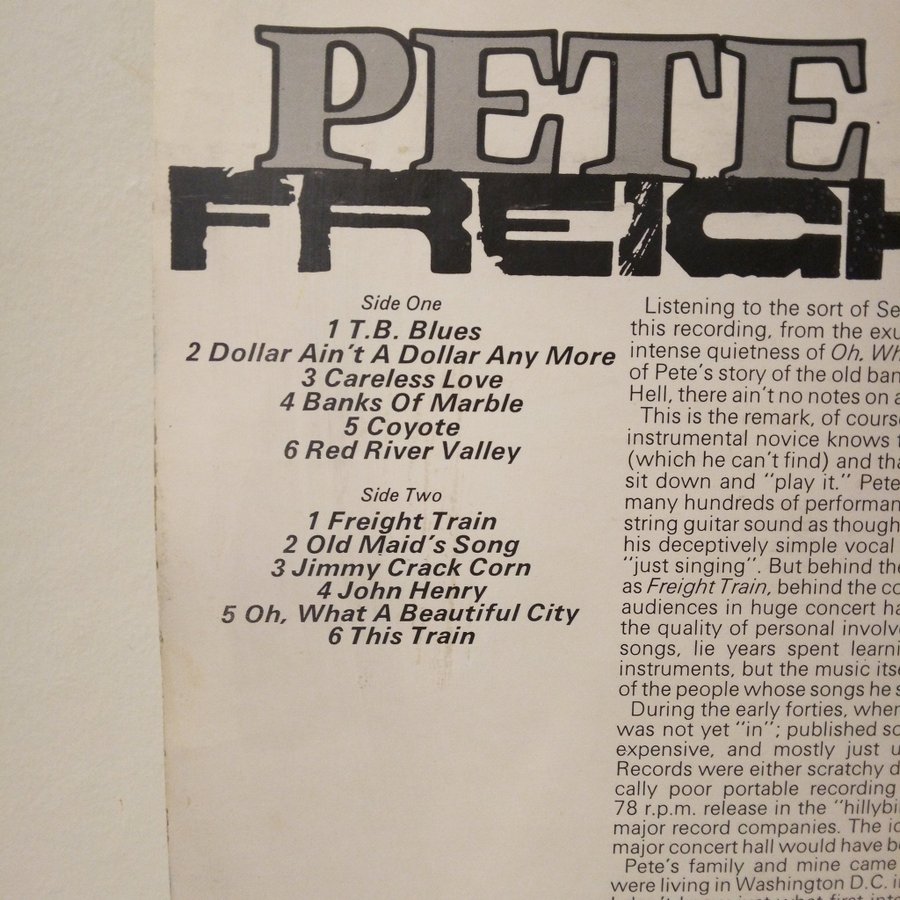 PETE
FREIGH
Side One
1 T.B. Blues
2 Dollar Ain't A Dollar Any More
3 Careless Love
4 Banks Of Marble
5 Coyote
6 Red River Valley
Side Two
1 Freight Train
2 Old Maid's Song
3 Jimmy Crack Corn
4 John Henry
5 Oh, What A Beautiful City
6 This Train
Listening to the sort of Se
this recording, from the exu
intense quietness of Oh, Wh
of Pete's story of the old ban
Hell, there ain't no notes on a
This is the remark, of course
instrumental novice knows
(which he can't find) and tha
sit down and "play it." Pete
many hundreds of performan
string guitar sound as though
his deceptively simple vocal
"just singing". But behind the
as Freight Train, behind the co
audiences in huge concert ha
the quality of personal involv
songs, lie years spent learni
instruments, but the music itse
of the people whose songs he s
During the early forties, when
was not yet "in"; published so
expensive, and mostly just u
Records were either scratchy d
cally poor portable recording
78 r.p.m. release in the "hillybi
major record companies. The id
major concert hall would have be
Pete's family and mine came
were living in Washington D.C. i